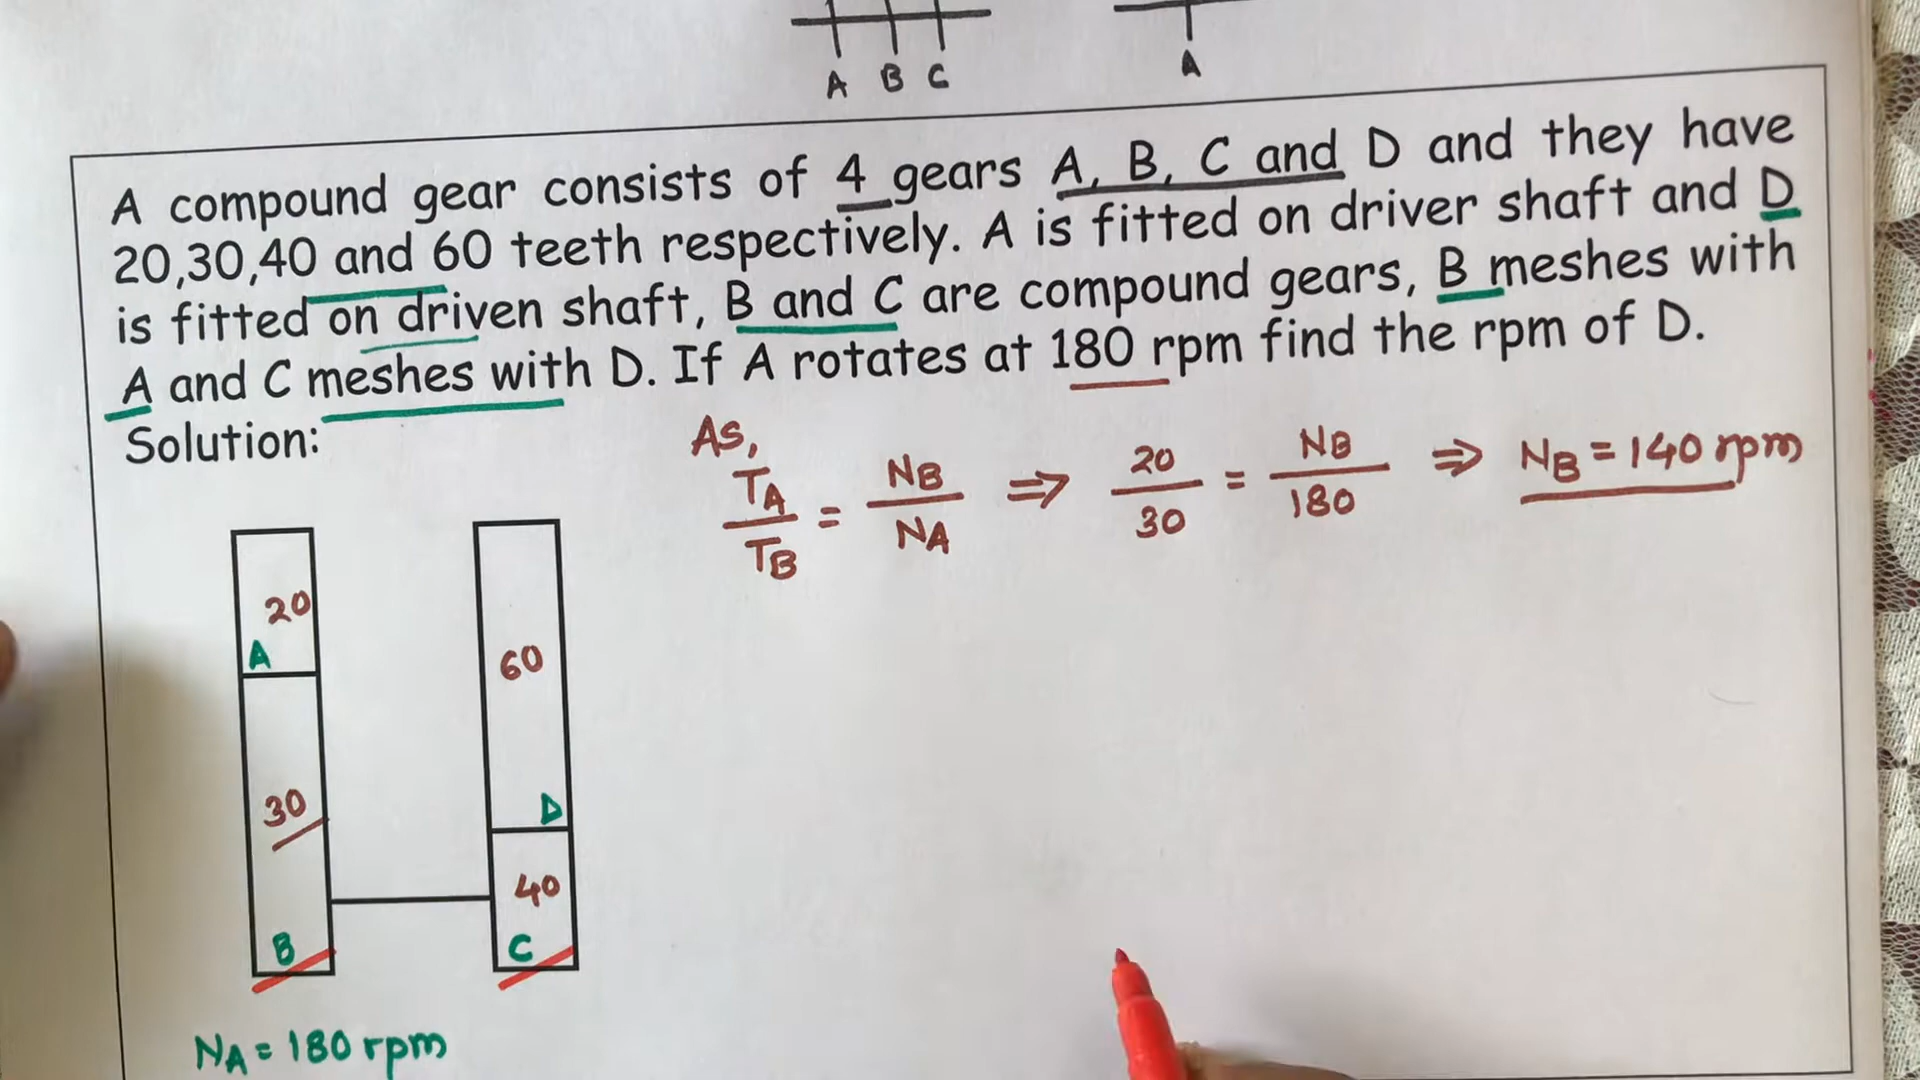 A B C
A
A compound gear consists of 4 gears A, B, C and D and they have
20,30,40 and 60 teeth respectively. A is fitted on driver shaft and D
is fitted on driven shaft, B and C are compound gears, B meshes with
A and C meshes with D. If A rotates at 180 rpm find the rpm of D.
Solution:
As,
TA/TB = NB/NA ⇒ 20/30 = NB/180 ⇒ NB = 140 rpm
20
A
60
30
D
40
B
C
NA = 180 rpm